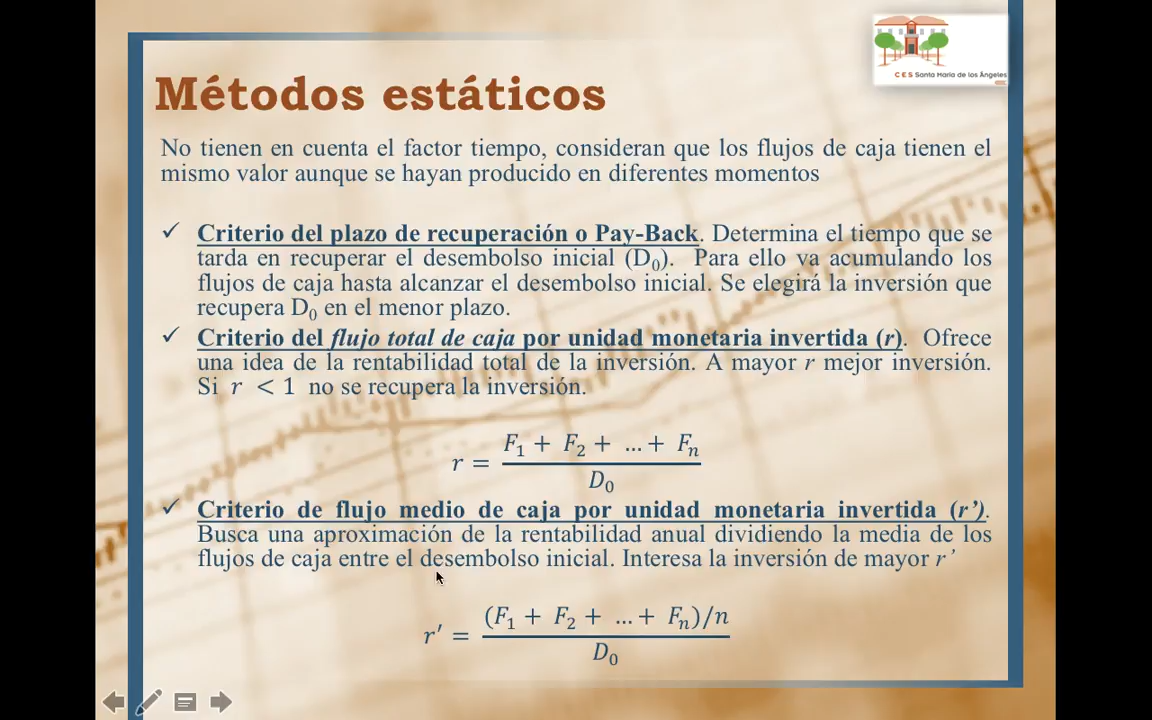 CES Santa María de los Ángeles
Métodos estáticos
No tienen en cuenta el factor tiempo, consideran que los flujos de caja tienen el
mismo valor aunque se hayan producido en diferentes momentos
✓ Criterio del plazo de recuperación o Pay-Back. Determina el tiempo que se
tarda en recuperar el desembolso inicial (D₀). Para ello va acumulando los
flujos de caja hasta alcanzar el desembolso inicial. Se elegirá la inversión que
recupera D₀ en el menor plazo.
✓ Criterio del flujo total de caja por unidad monetaria invertida (r). Ofrece
una idea de la rentabilidad total de la inversión. A mayor r mejor inversión.
Si r < 1 no se recupera la inversión.
r = (F₁ + F₂ + ...+ Fₙ) / D₀
✓ Criterio de flujo medio de caja por unidad monetaria invertida (r’).
Busca una aproximación de la rentabilidad anual dividiendo la media de los
flujos de caja entre el desembolso inicial. Interesa la inversión de mayor r’
r′ = (F₁ + F₂ + ...+ Fₙ)/n / D₀